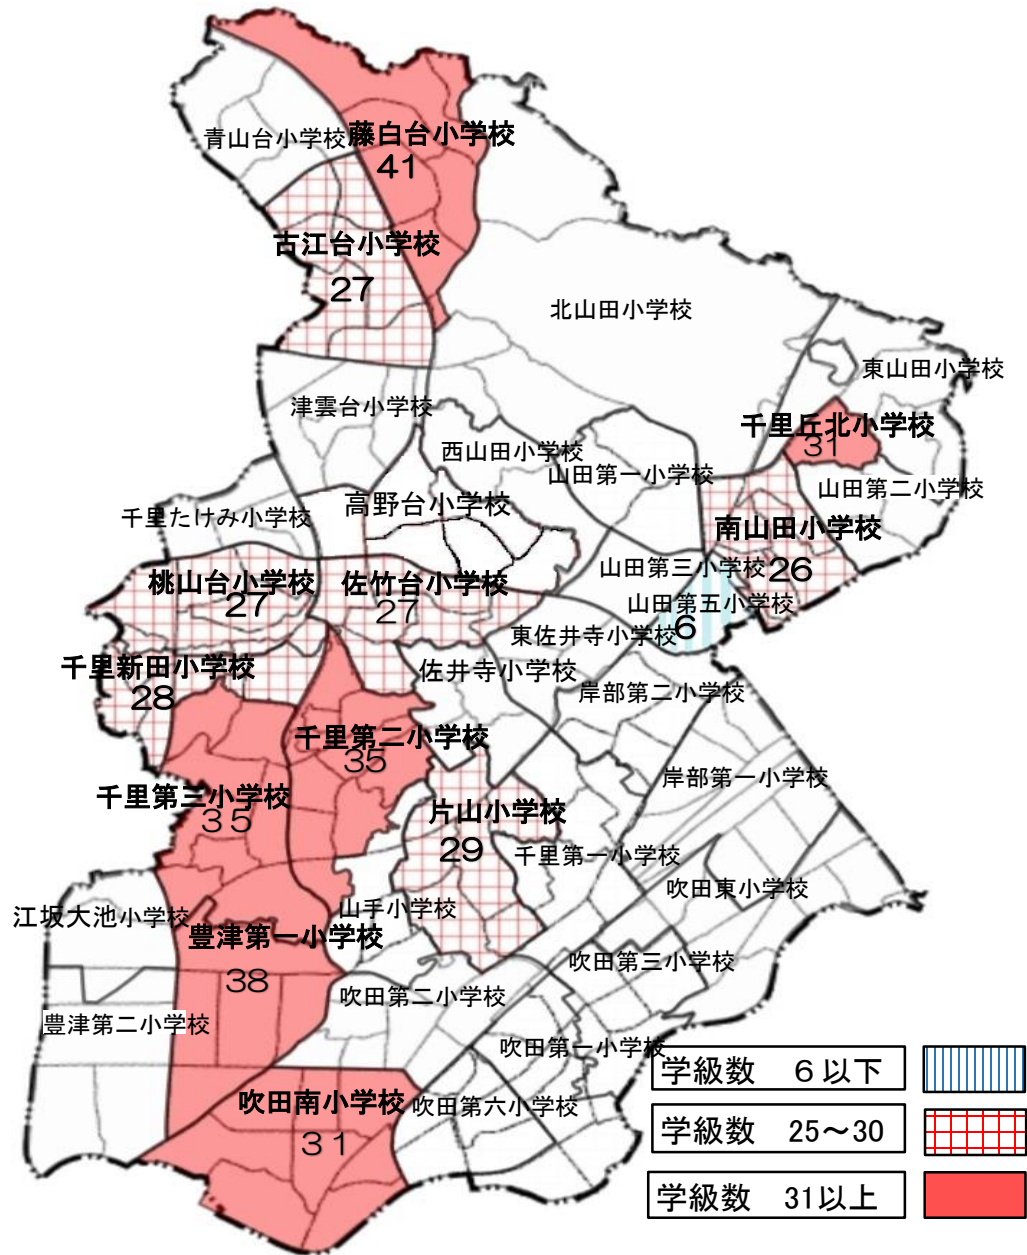 青山台小学校
藤白台小学校
41
古江台小学校
27
北山田小学校
東山田小学校
津雲台小学校
千里丘北小学校
31
西山田小学校
山田第一小学校
山田第二小学校
高野台小学校
千里たけみ小学校
南山田小学校
26
山田第三小学校
桃山台小学校
27
佐竹台小学校
27
山田第五小学校
6
東佐井寺小学校
千里新田小学校
28
佐井寺小学校
岸部第二小学校
千里第二小学校
35
岸部第一小学校
千里第三小学校
３５
片山小学校
29
千里第一小学校
吹田東小学校
山手小学校
江坂大池小学校
豊津第一小学校
38
吹田第三小学校
吹田第二小学校
豊津第二小学校
吹田第一小学校
吹田南小学校
３１
吹田第六小学校
学級数　６以下
学級数　25～30
学級数　31以上